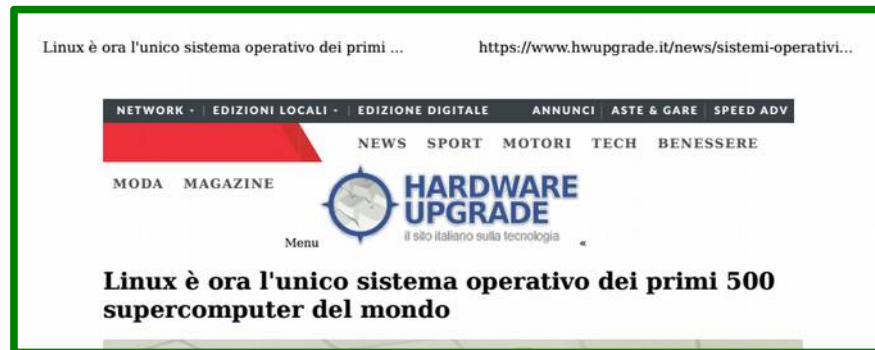 Linux è ora l'unico sistema operativo dei primi ... https://www.hwupgrade.it/news/sistemi-operativi...
NETWORK - | EDIZIONI LOCALI - | EDIZIONE DIGITALE ANNUNCI | ASTE & GARE | SPEED ADV
NEWS SPORT MOTORI TECH BENESSERE
MODA MAGAZINE
HARDWARE
UPGRADE
il sito italiano sulla tecnologia
Menu «
Linux è ora l'unico sistema operativo dei primi 500
supercomputer del mondo